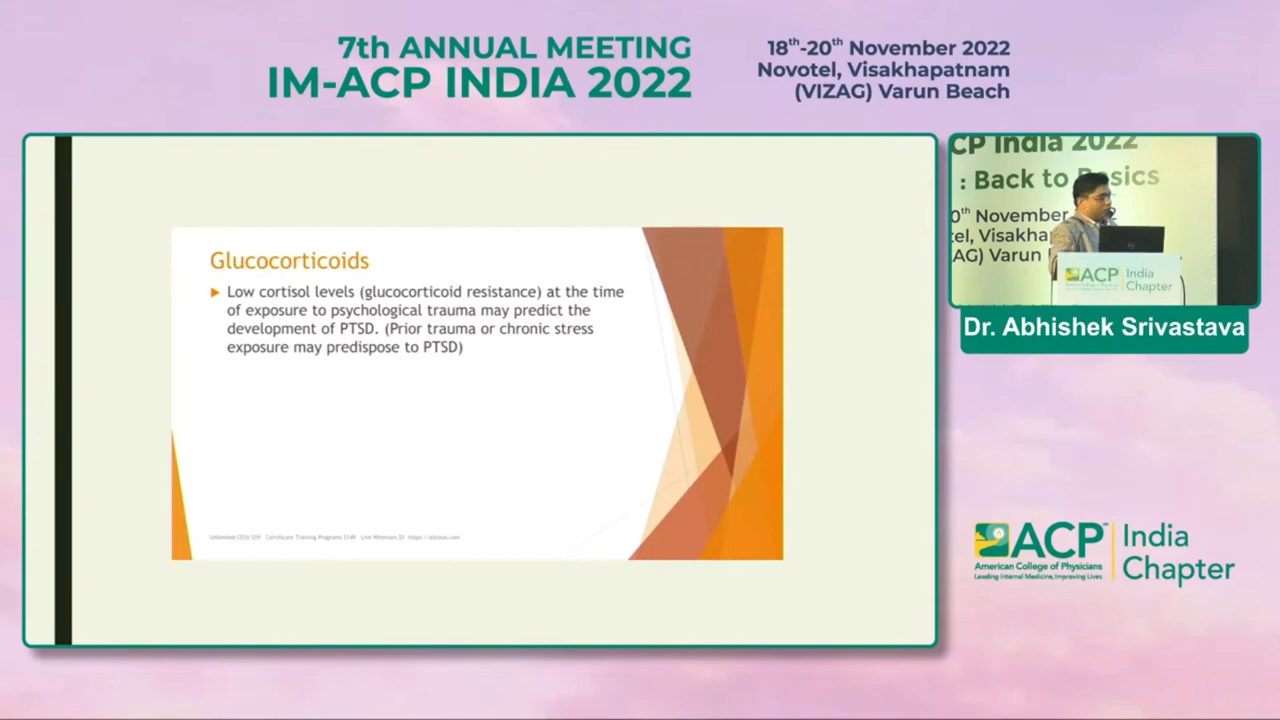 7th ANNUAL MEETING
IM-ACP INDIA 2022
18th-20th November 2022
Novotel, Visakhapatnam
(VIZAG) Varun Beach
Glucocorticoids
Low cortisol levels (glucocorticoid resistance) at the time
of exposure to psychological trauma may predict the
development of PTSD. (Prior trauma or chronic stress
exposure may predispose to PTSD)
CP India 2022
: Back to Basics
0th November
tel, Visakha
AG) Varun
ACP India
Chapter
Dr. Abhishek Srivastava
ACP India
Chapter
American College of Physicians
Leading Internal Medicine, Improving Lives